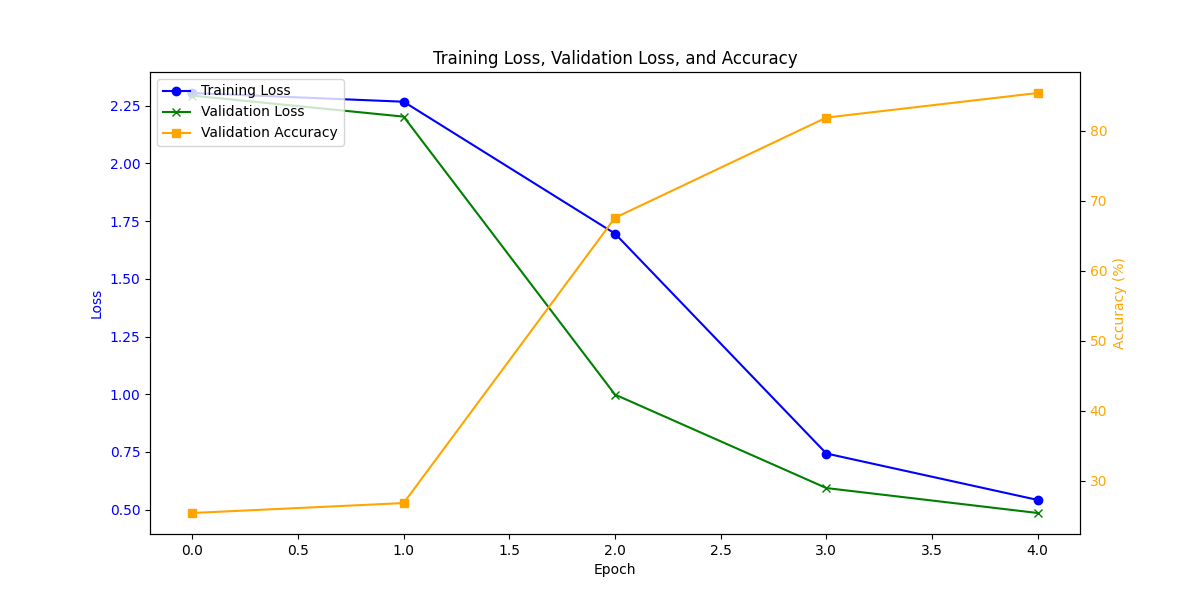 Training Loss, Validation Loss, and Accuracy
Training Loss
Validation Loss
Validation Accuracy
Loss
2.25
2.00
1.75
1.50
1.25
1.00
0.75
0.50
80
70
60
50
40
30
Accuracy (%)
0.0 0.5 1.0 1.5 2.0 2.5 3.0 3.5 4.0
Epoch